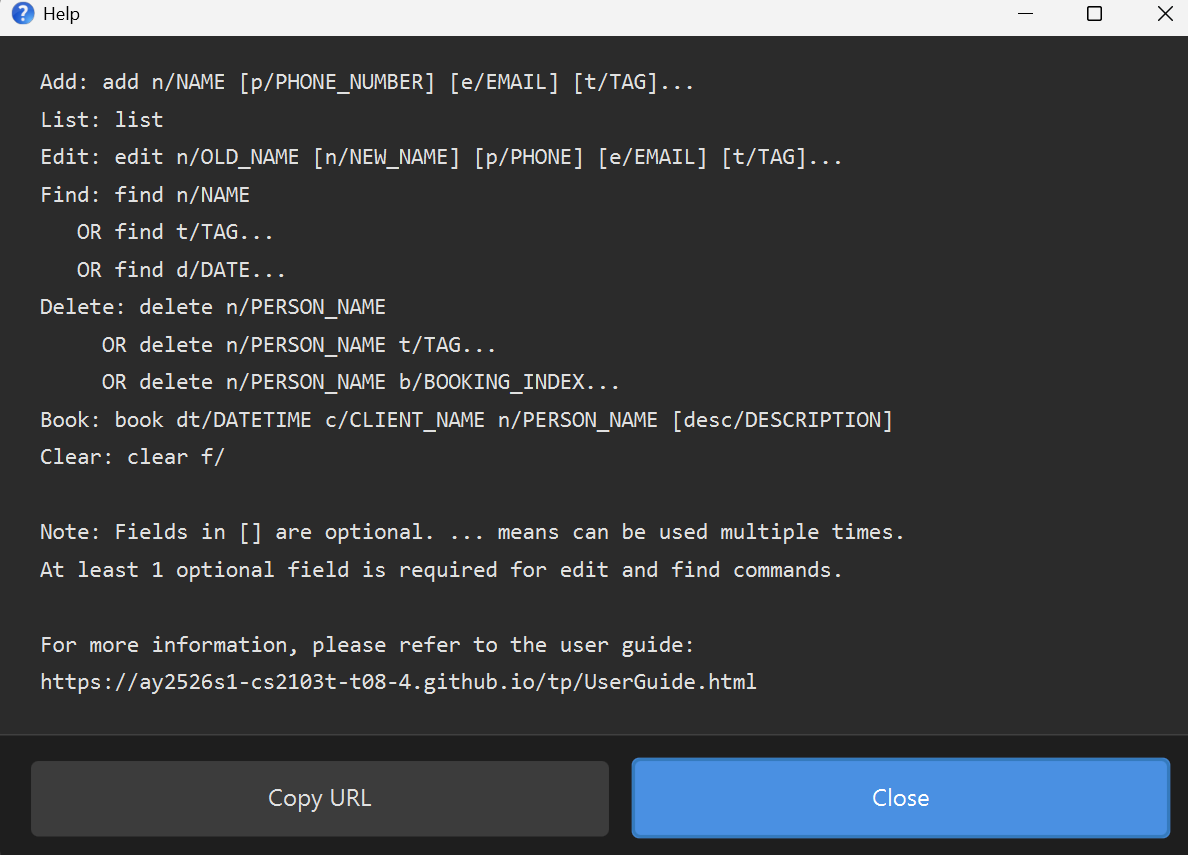 Help
Add: add n/NAME [p/PHONE_NUMBER] [e/EMAIL] [t/TAG]...
List: list
Edit: edit n/OLD_NAME [n/NEW_NAME] [p/PHONE] [e/EMAIL] [t/TAG]...
Find: find n/NAME
OR find t/TAG...
OR find d/DATE...
Delete: delete n/PERSON_NAME
OR delete n/PERSON_NAME t/TAG...
OR delete n/PERSON_NAME b/BOOKING_INDEX...
Book: book dt/DATETIME c/CLIENT_NAME n/PERSON_NAME [desc/DESCRIPTION]
Clear: clear f/
Note: Fields in [] are optional. ... means can be used multiple times.
At least 1 optional field is required for edit and find commands.
For more information, please refer to the user guide:
https://ay2526s1-cs2103t-t08-4.github.io/tp/UserGuide.html
Copy URL
Close